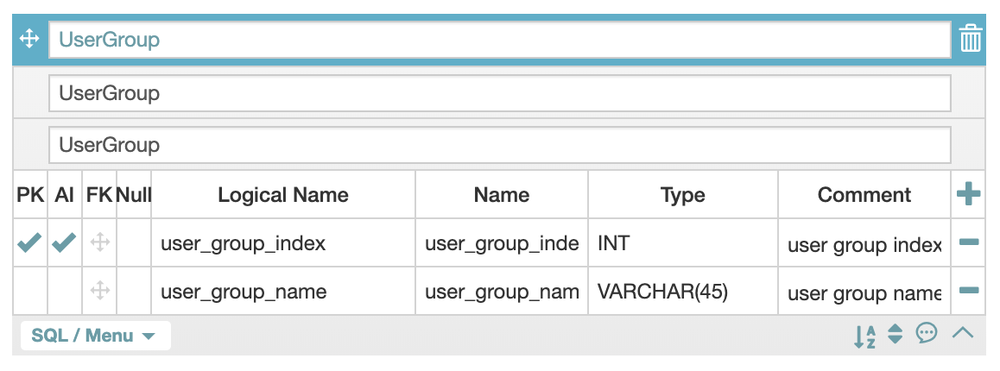 UserGroup
UserGroup
UserGroup
PK AI FK Null Logical Name Name Type Comment
user_group_index user_group_inde INT user group index
user_group_name user_group_nam VARCHAR(45) user group name
SQL / Menu
A
Z